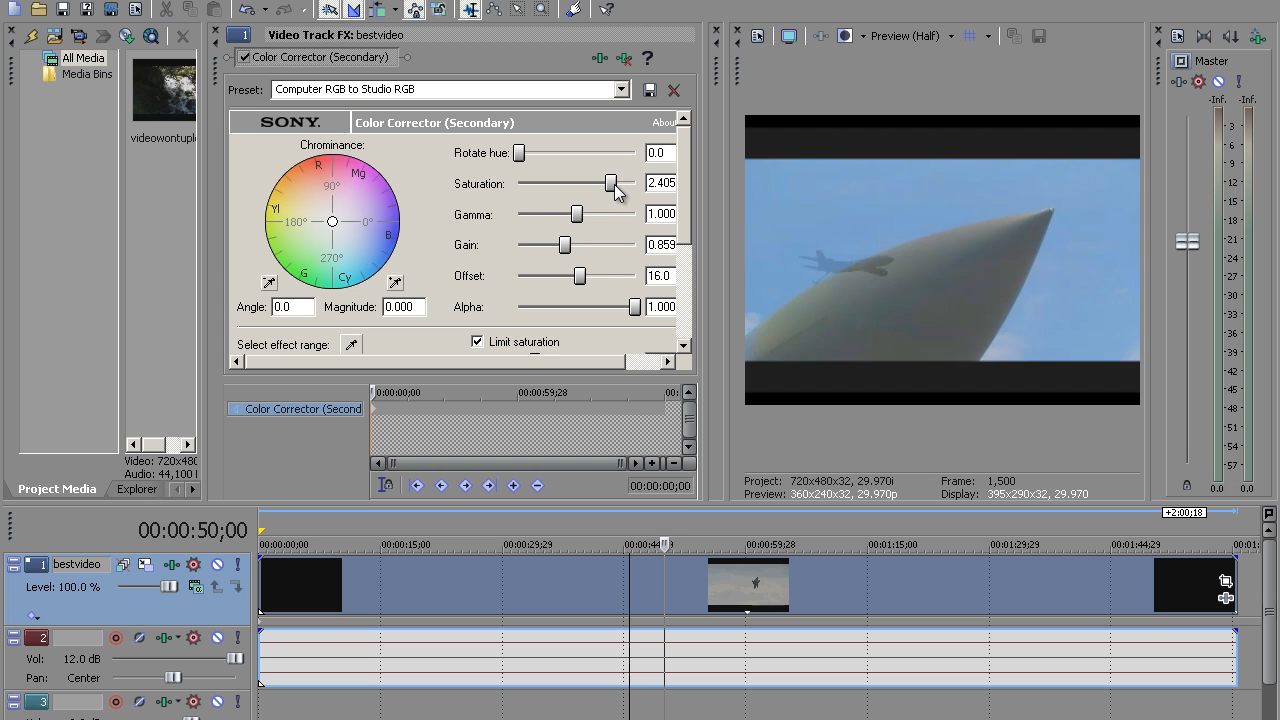 Video Track FX: bestvideo
1
Color Corrector (Secondary)
Preset:
Computer RGB to Studio RGB
SONY.
Color Corrector (Secondary)
About
Chrominance:
R
Mg
90°
Yl
180°
0°
B
270°
G
Cy
Angle:
0.0
Magnitude:
0.000
Rotate hue:
0.0
Saturation:
2.405
Gamma:
1.000
Gain:
0.859
Offset:
16.0
Alpha:
1.000
Select effect range:
Limit saturation
Color Corrector (Second
0:00:00;00
00:00:59;28
00:
00:00:00;00
All Media
Media Bins
videowontuplo
Video: 720x480
Audio: 44,100
Project Media
Explorer
Preview (Half)
Project:
720x480x32, 29.970i
Frame:
1,500
Preview:
360x240x32, 29.970p
Display:
395x290x32, 29.970
Master
-Inf.
-Inf.
3
6
9
12
15
18
21
24
27
30
33
36
39
42
45
48
51
54
57
0.0
0.0
+2:00;18
00:00:50;00
00:00:00;00
00:00:15;00
00:00:29;29
00:00:59;28
00:01:15;00
00:01:29;29
00:01:44;29
1
bestvideo
Level: 100.0 %
2
Vol:
12.0 dB
Pan:
Center
3